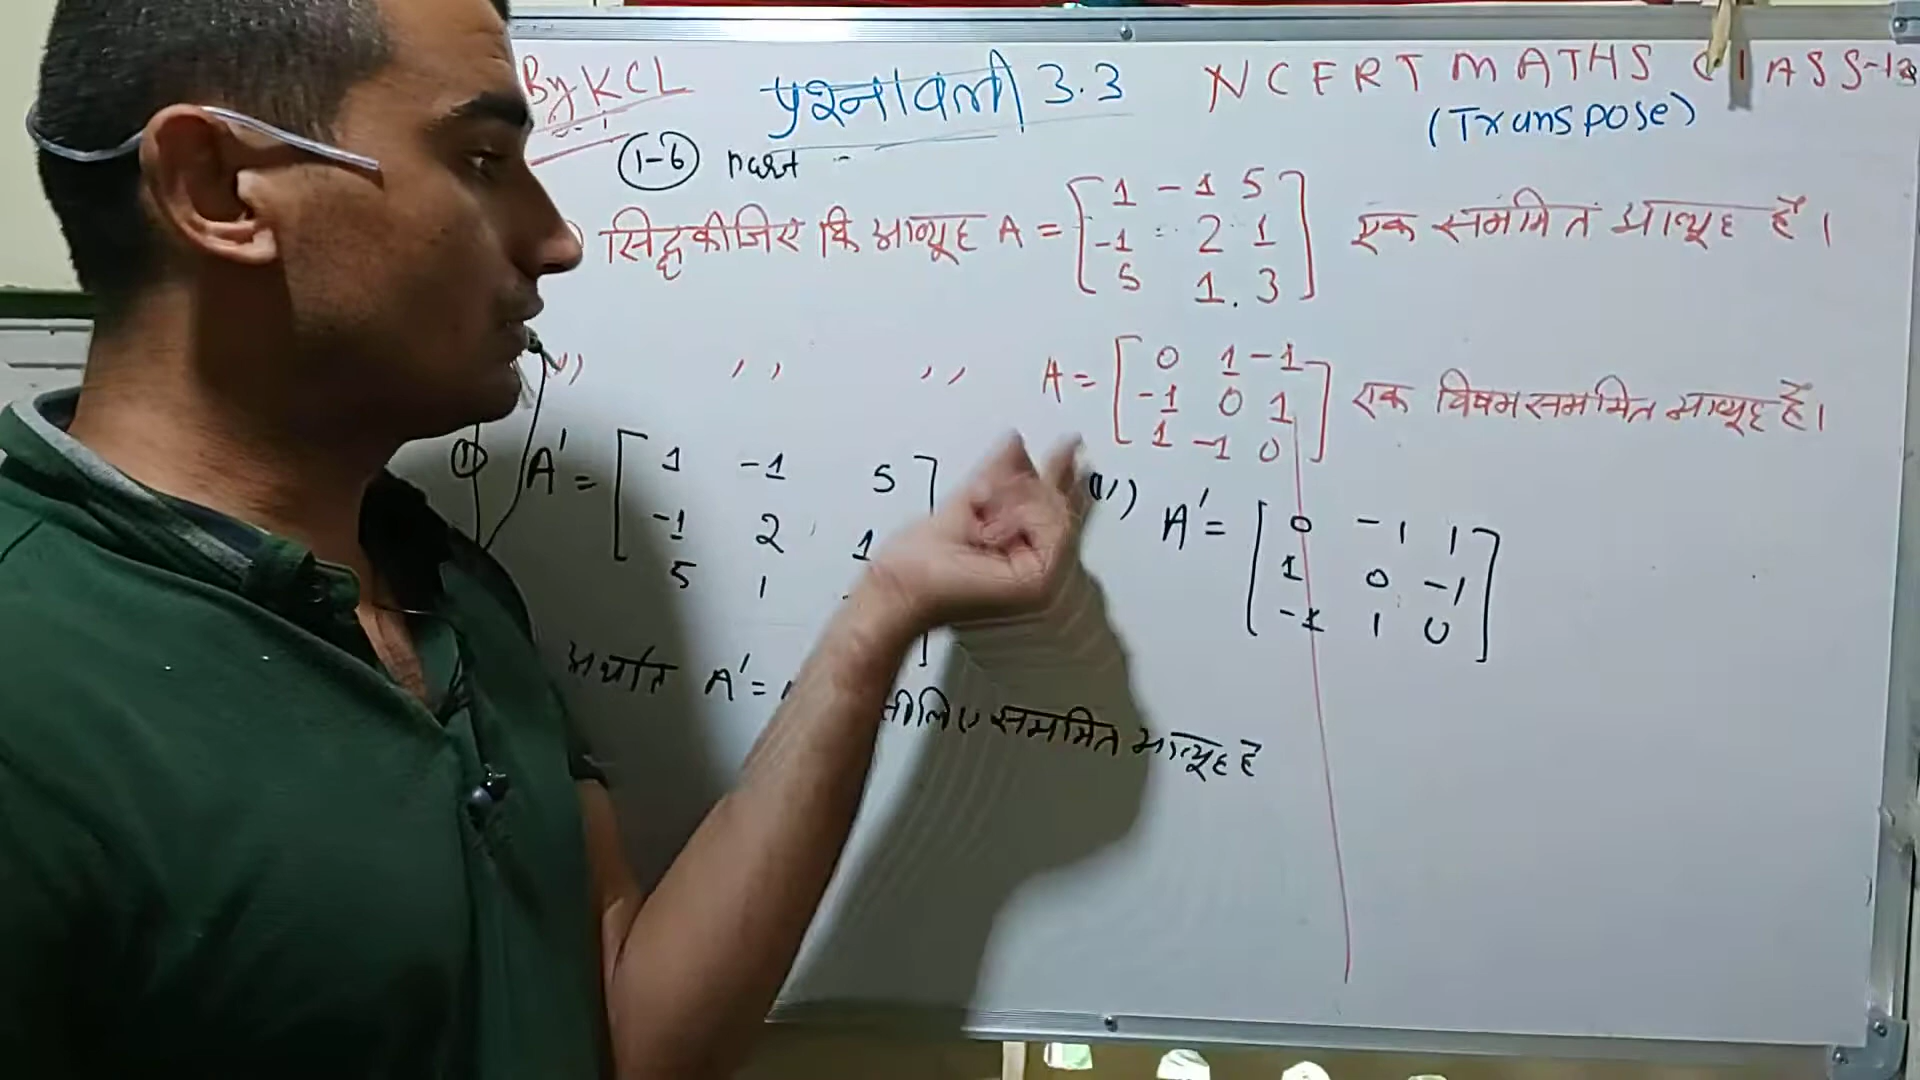 By KCL प्रश्नावली 3.3 NCERT MATHS CLASS-12
(Transpose)
1-6 part -
सिद्ध कीजिए कि आव्यूह A = [ 1 -1 5 एक सममित आव्यूह है।
-1 2 1
5 1. 3 ]
,, ,, A = [ 0 1 -1 एक विषम सममित आव्यूह है।
-1 0 1
1 -1 0 ]
(i) A' = [ 1 -1 5 ]
-1 2 1
5 1
A' = [ 0 -1 1 ]
1 0 -1
-1 1 0
अर्थात A' =
सममित आव्यूह है